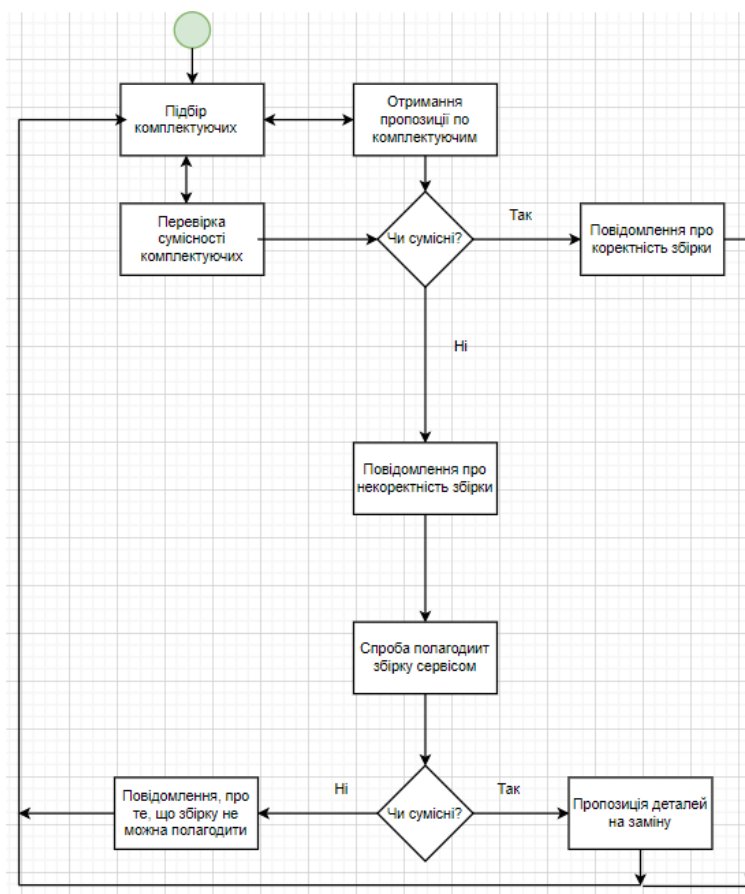 Підбір
комплектуючих
Отримання
пропозиції по
комплектуючим
Перевірка
сумісності
комплектуючих
Чи сумісні?
Так
Повідомлення про
коректність збірки
Ні
Повідомлення про
некоректність збірки
Спроба полагодиит
збірку сервісом
Повідомлення, про
те, що збірку не
можна полагодити
Ні
Чи сумісні?
Так
Пропозиція деталей
на заміну